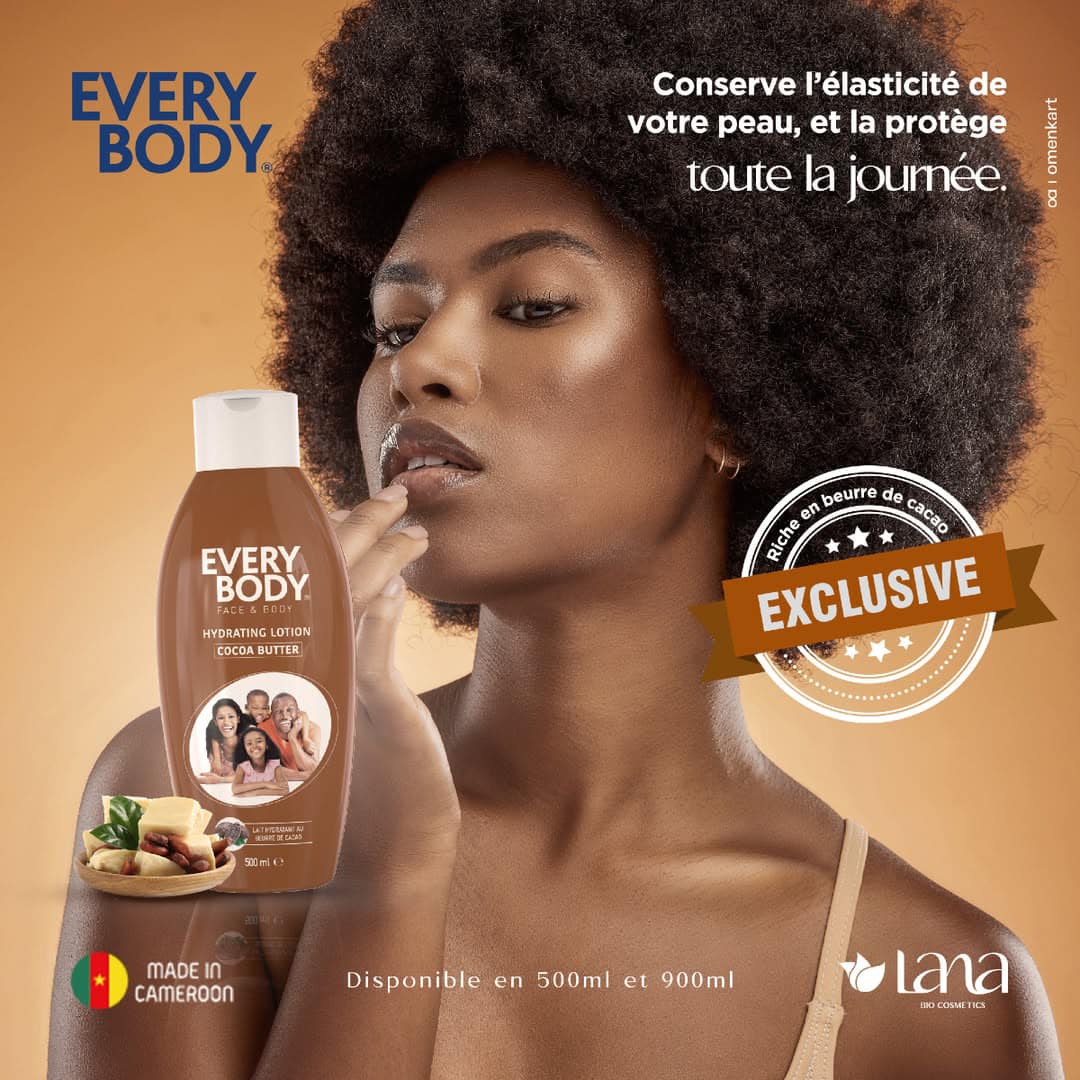 EVERY
BODY®
Conserve l'élasticité de
votre peau, et la protège
toute la journée.
oa | omenkart
Riche en beurre de cacao
EXCLUSIVE
EVERY
BODY®
FACE & BODY
HYDRATING LOTION
COCOA BUTTER
LAIT HYDRATANT AU
BEURRE DE CACAO
500 ml ℮
MADE IN
CAMEROON
Disponible en 500ml et 900ml
Lana
BIO COSMETICS